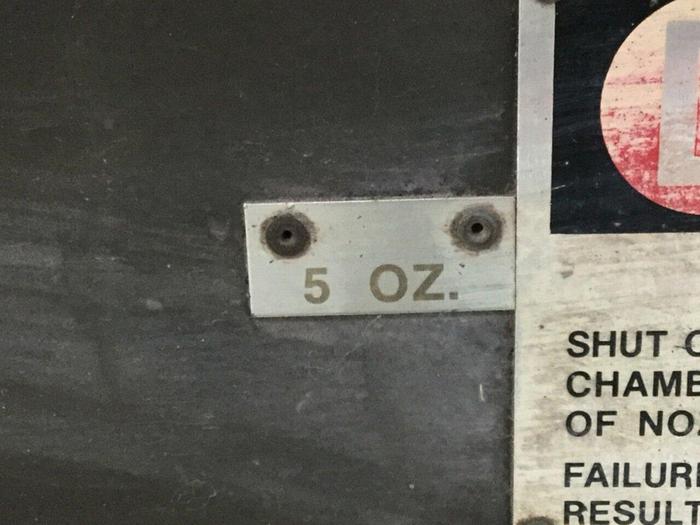 5 OZ.
SHUT
CHAMB
OF NO.
FAILUR
RESULT